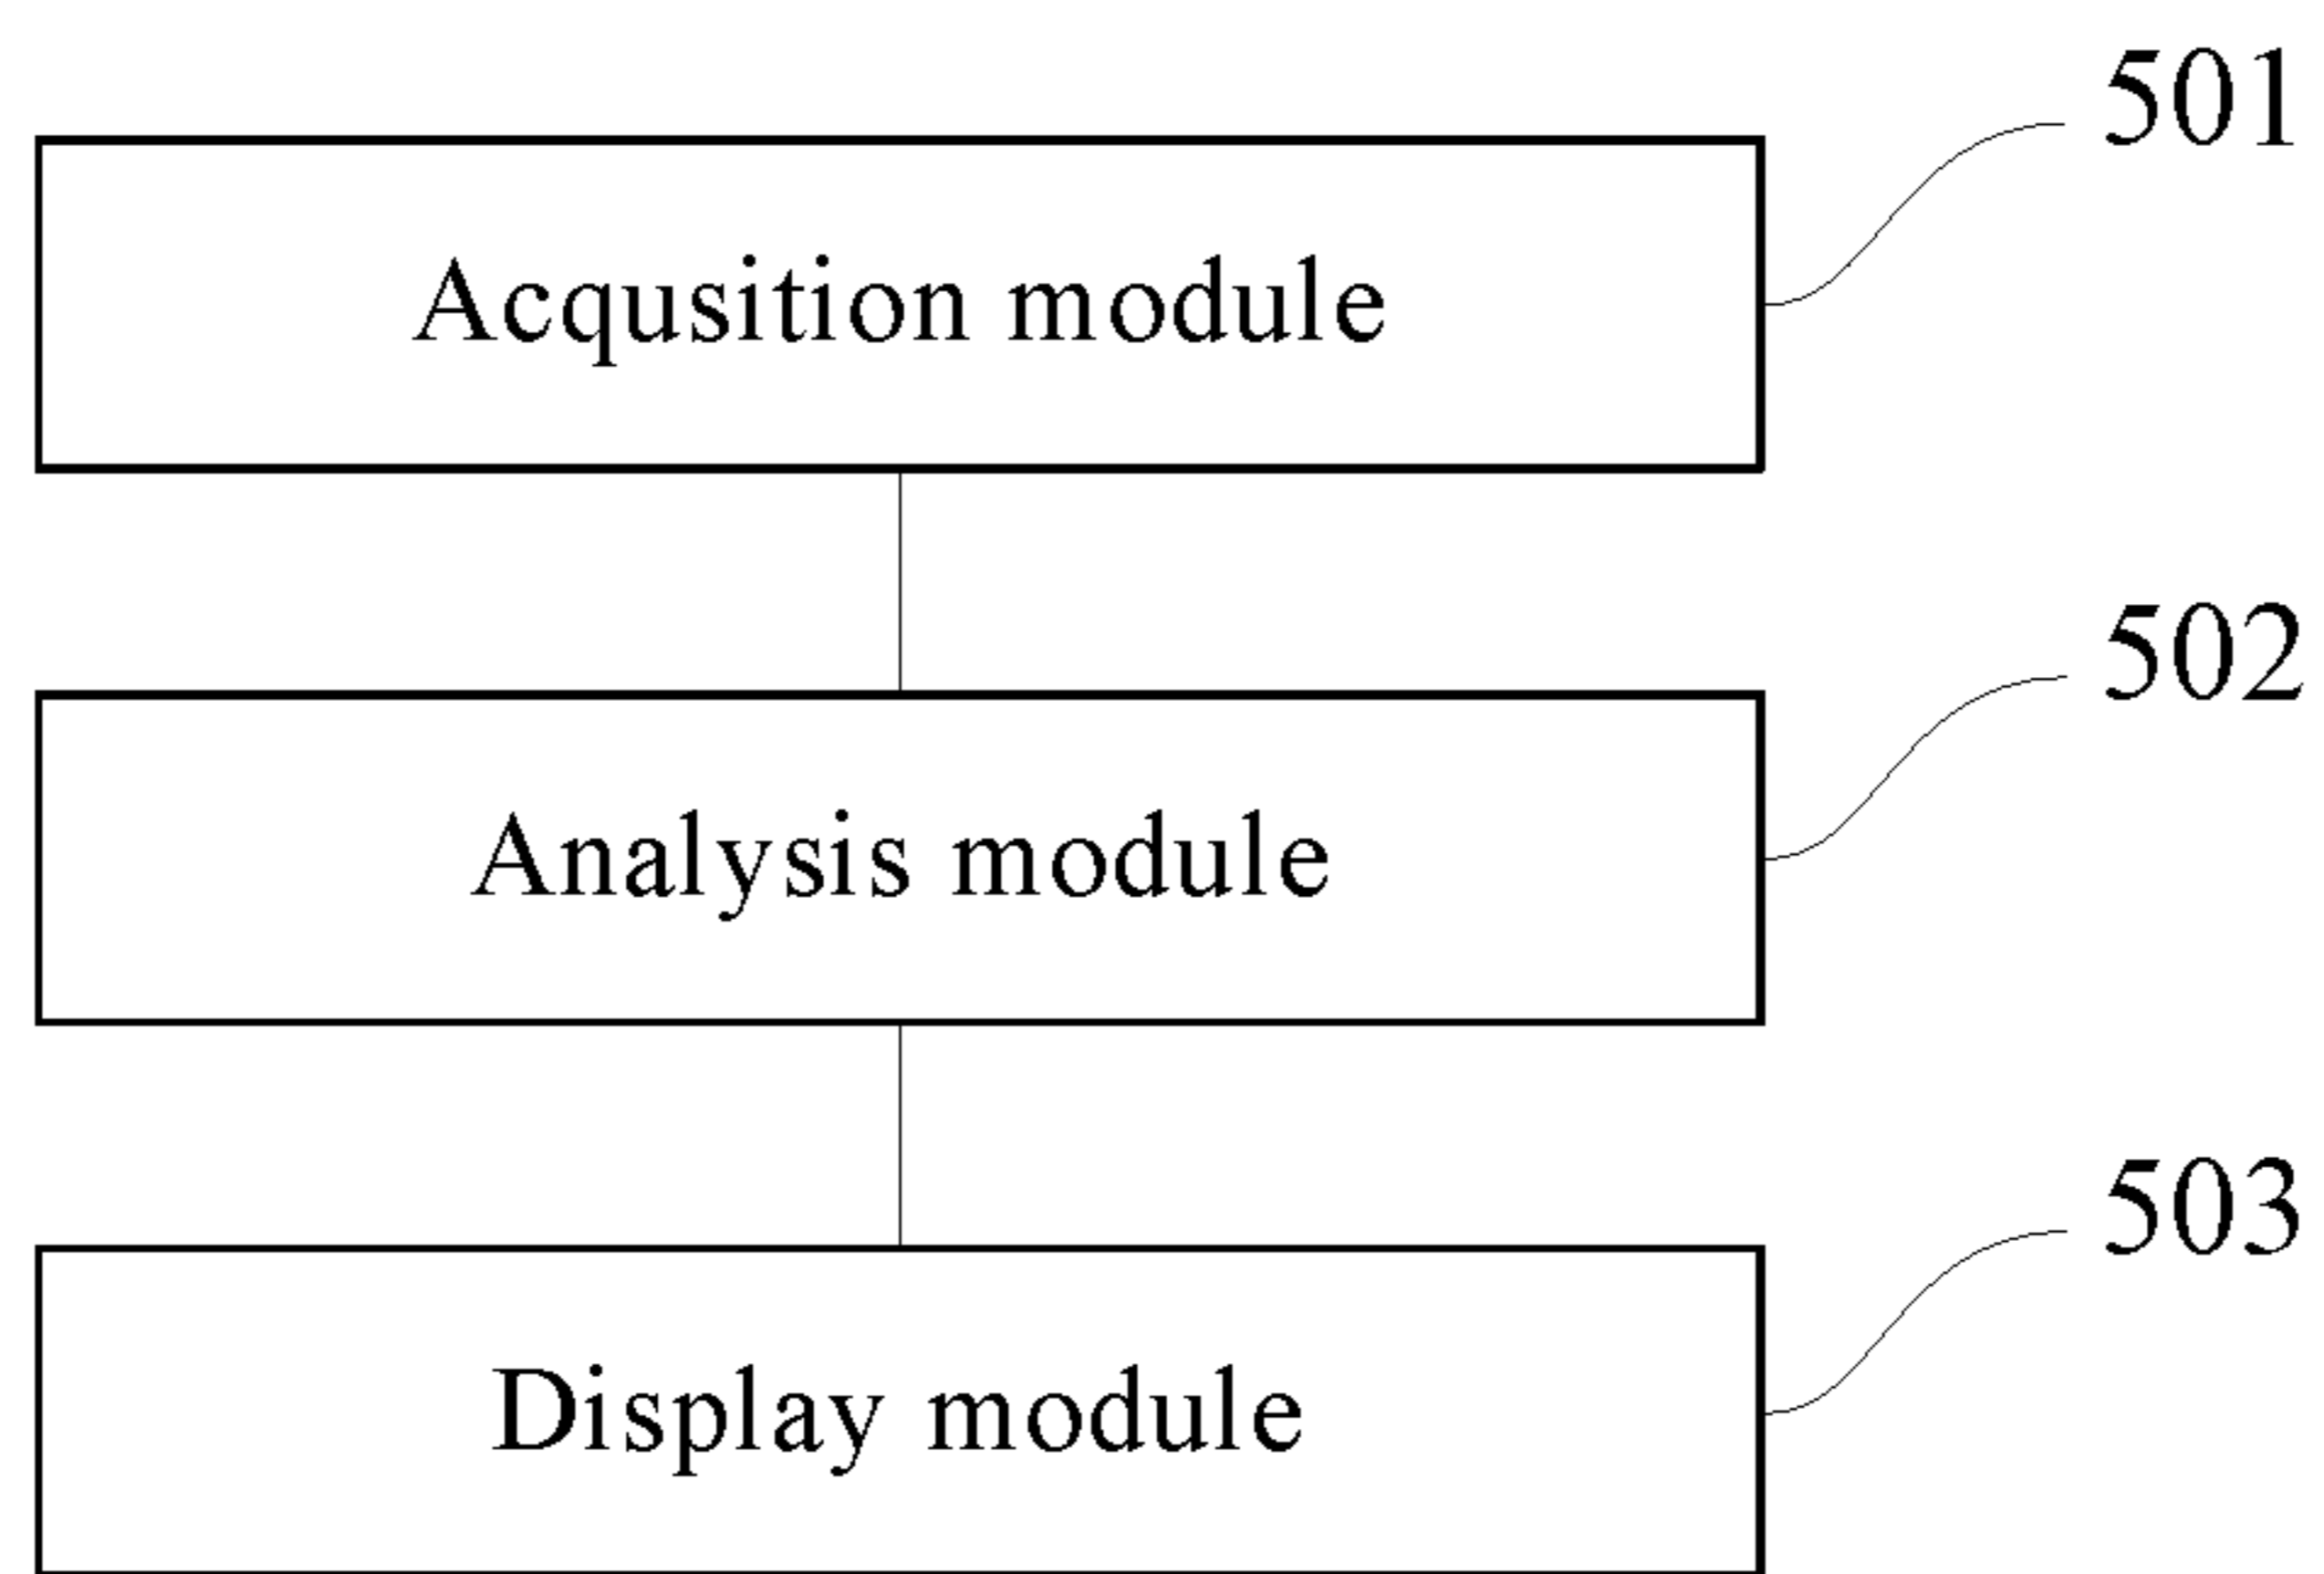 501
Acqusition module
502
Analysis module
503
Display module